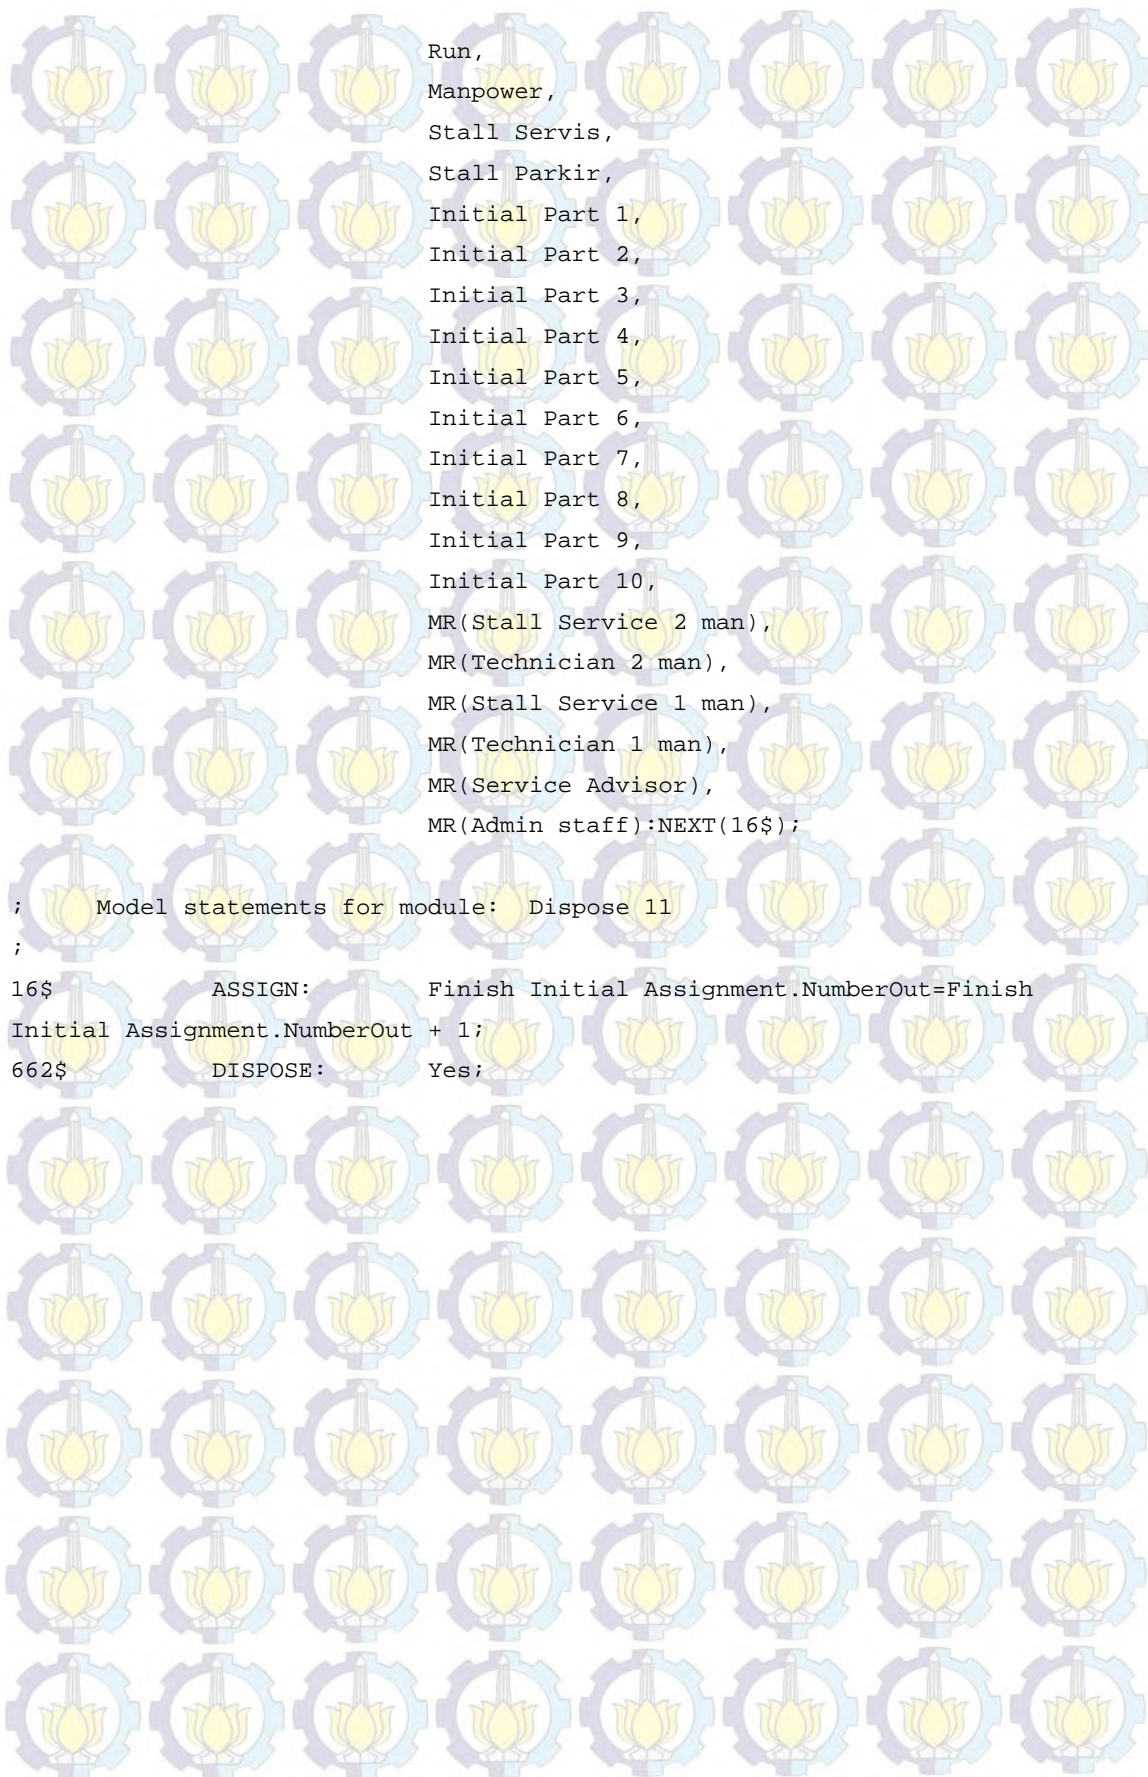 Run,
Manpower,
Stall Servis,
Stall Parkir,
Initial Part 1,
Initial Part 2,
Initial Part 3,
Initial Part 4,
Initial Part 5,
Initial Part 6,
Initial Part 7,
Initial Part 8,
Initial Part 9,
Initial Part 10,
MR(Stall Service 2 man),
MR(Technician 2 man),
MR(Stall Service 1 man),
MR(Technician 1 man),
MR(Service Advisor),
MR(Admin staff):NEXT(16$);
;     Model statements for module:  Dispose 11
;
16$           ASSIGN:        Finish Initial Assignment.NumberOut=Finish
Initial Assignment.NumberOut + 1;
662$          DISPOSE:       Yes;